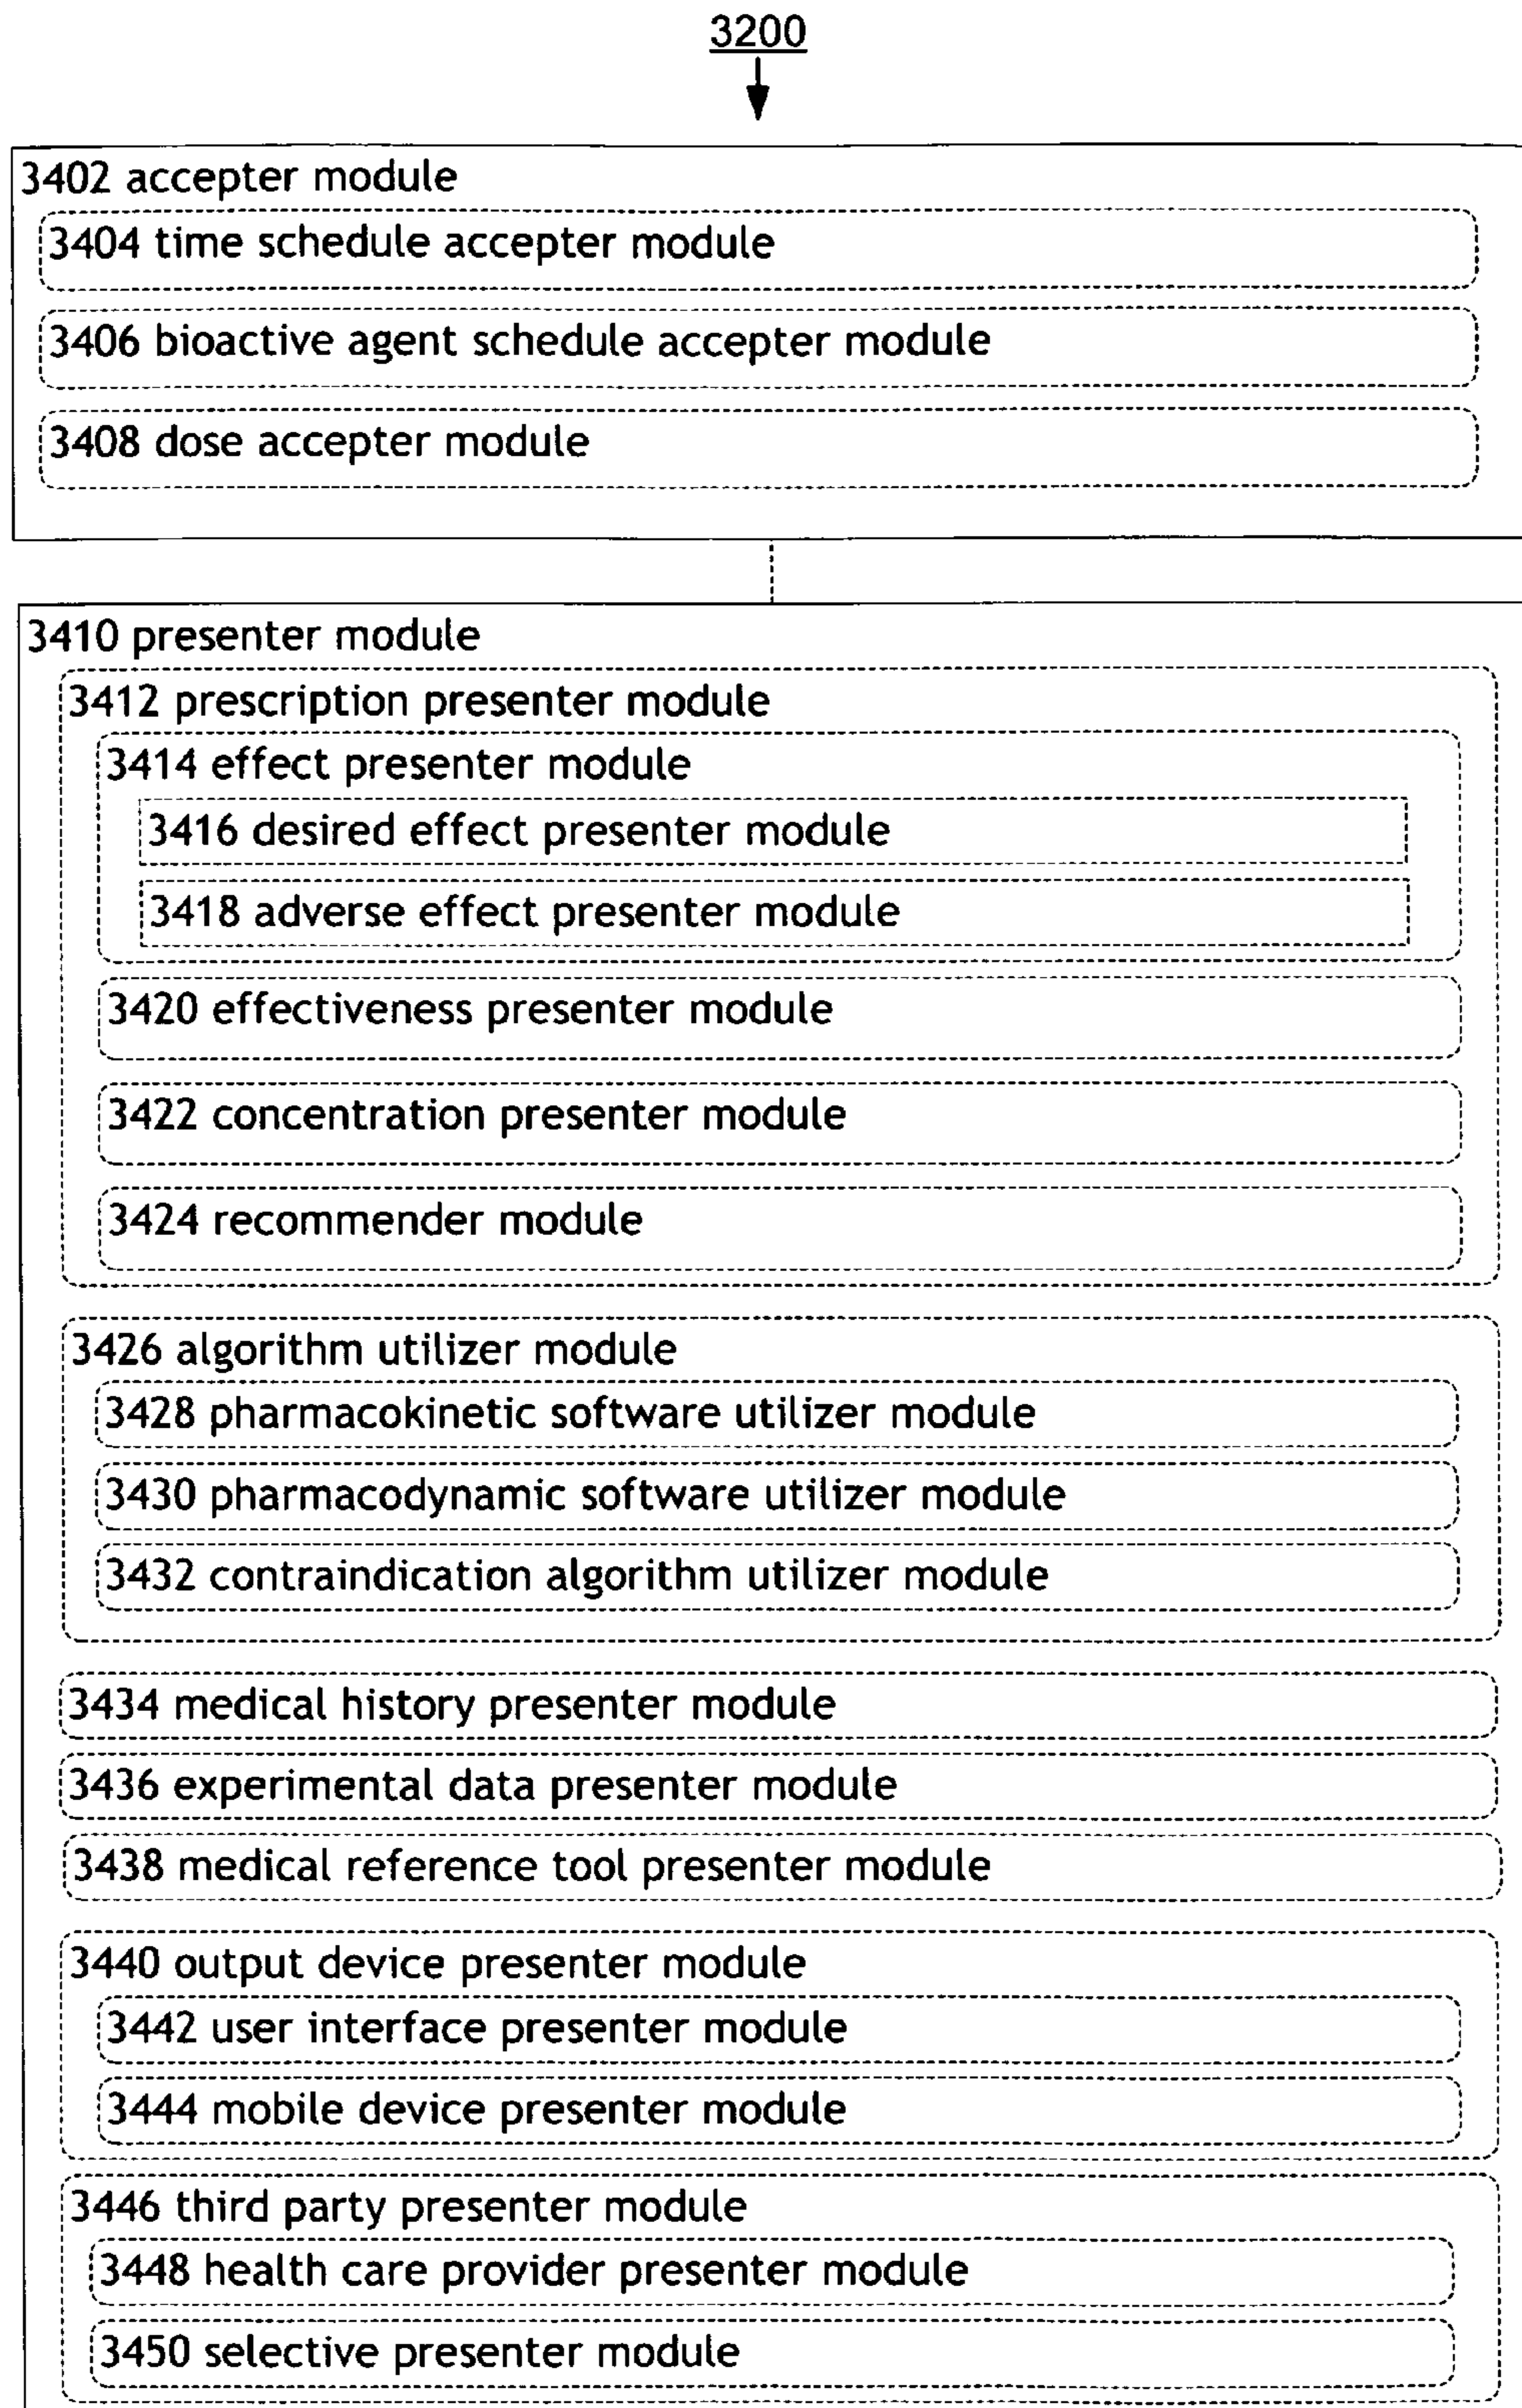 3200
3402 accepter module
3404 time schedule accepter module
3406 bioactive agent schedule accepter module
3408 dose accepter module
3410 presenter module
3412 prescription presenter module
3414 effect presenter module
3416 desired effect presenter module
3418 adverse effect presenter module
3420 effectiveness presenter module
3422 concentration presenter module
3424 recommender module
3426 algorithm utilizer module
3428 pharmacokinetic software utilizer module
3430 pharmacodynamic software utilizer module
3432 contraindication algorithm utilizer module
3434 medical history presenter module
3436 experimental data presenter module
3438 medical reference tool presenter module
3440 output device presenter module
3442 user interface presenter module
3444 mobile device presenter module
3446 third party presenter module
3448 health care provider presenter module
3450 selective presenter module